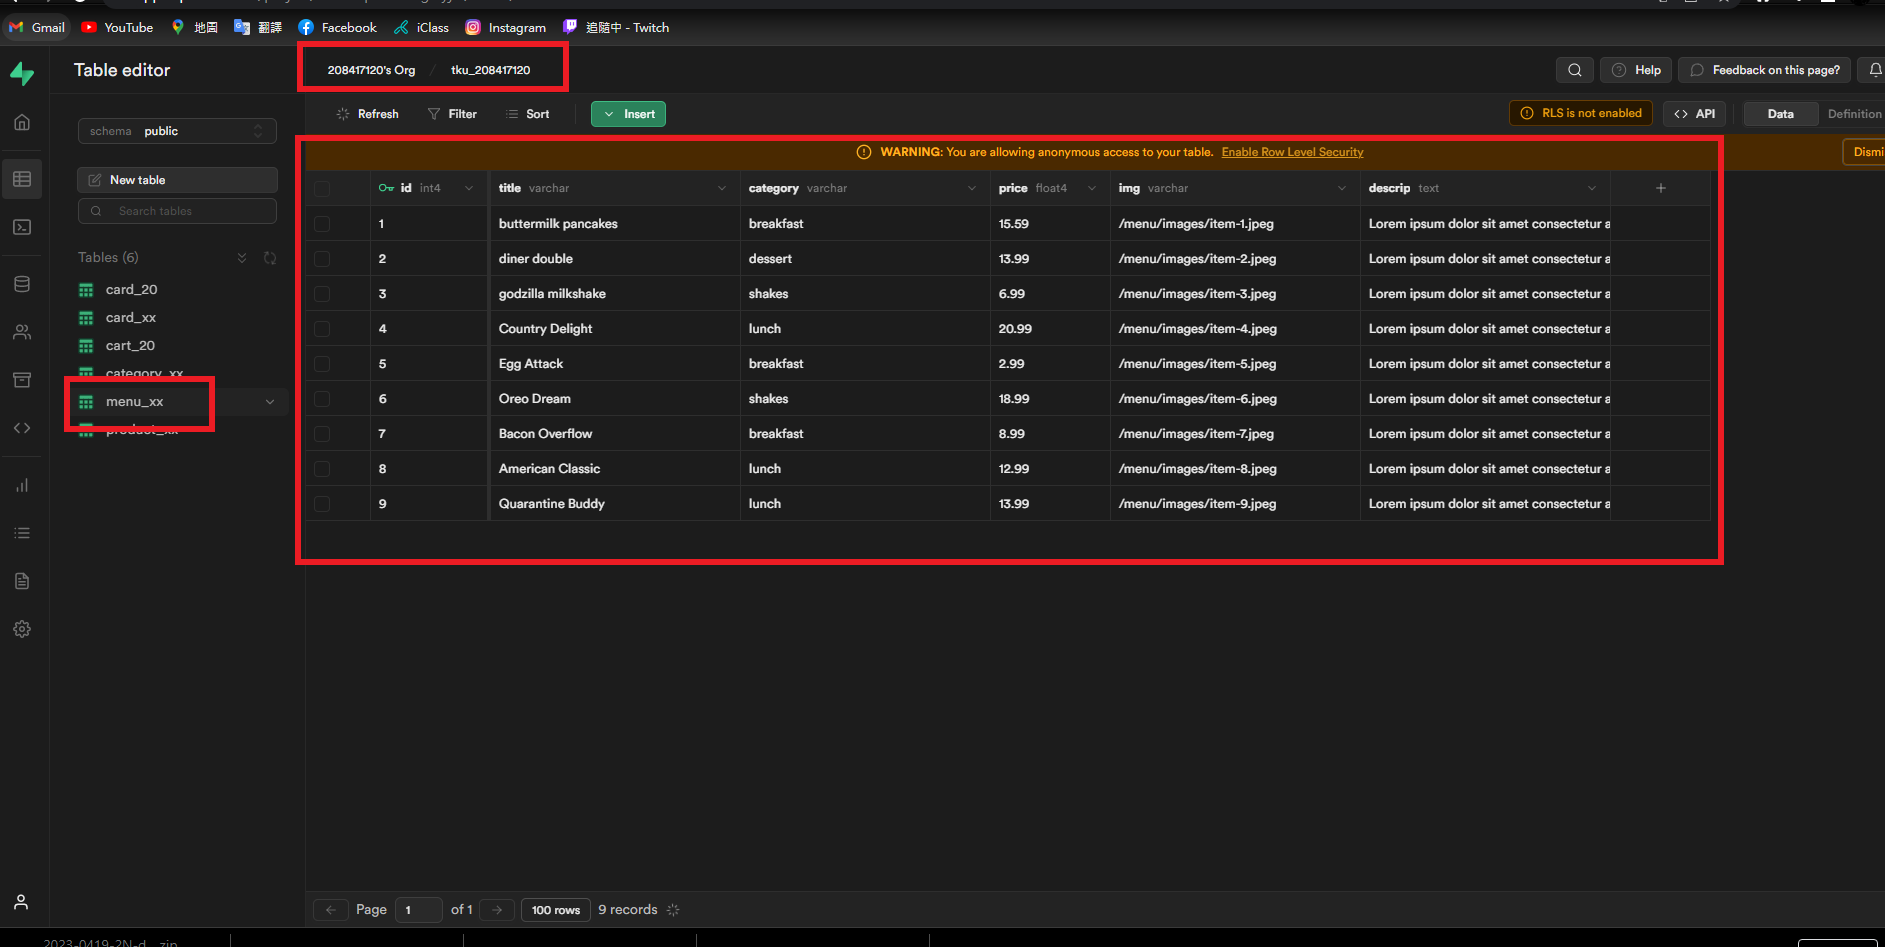 Gmail YouTube 地圖 翻譯 Facebook iClass Instagram 追隨中 - Twitch
Table editor
208417120's Org / tku_208417120
Help Feedback on this page?
schema public
Refresh Filter Sort Insert
RLS is not enabled <> API Data Definition
WARNING: You are allowing anonymous access to your table. Enable Row Level Security Dismi
New table
Search tables
Tables (6)
card_20
card_xx
cart_20
category_xx
menu_xx
product_xx
id int4 title varchar category varchar price float4 img varchar descrip text +
1 buttermilk pancakes breakfast 15.59 /menu/images/item-1.jpeg Lorem ipsum dolor sit amet consectetur a
2 diner double dessert 13.99 /menu/images/item-2.jpeg Lorem ipsum dolor sit amet consectetur a
3 godzilla milkshake shakes 6.99 /menu/images/item-3.jpeg Lorem ipsum dolor sit amet consectetur a
4 Country Delight lunch 20.99 /menu/images/item-4.jpeg Lorem ipsum dolor sit amet consectetur a
5 Egg Attack breakfast 2.99 /menu/images/item-5.jpeg Lorem ipsum dolor sit amet consectetur a
6 Oreo Dream shakes 18.99 /menu/images/item-6.jpeg Lorem ipsum dolor sit amet consectetur a
7 Bacon Overflow breakfast 8.99 /menu/images/item-7.jpeg Lorem ipsum dolor sit amet consectetur a
8 American Classic lunch 12.99 /menu/images/item-8.jpeg Lorem ipsum dolor sit amet consectetur a
9 Quarantine Buddy lunch 13.99 /menu/images/item-9.jpeg Lorem ipsum dolor sit amet consectetur a
Page 1 of 1 100 rows 9 records
2023-0419-2N-d....zip